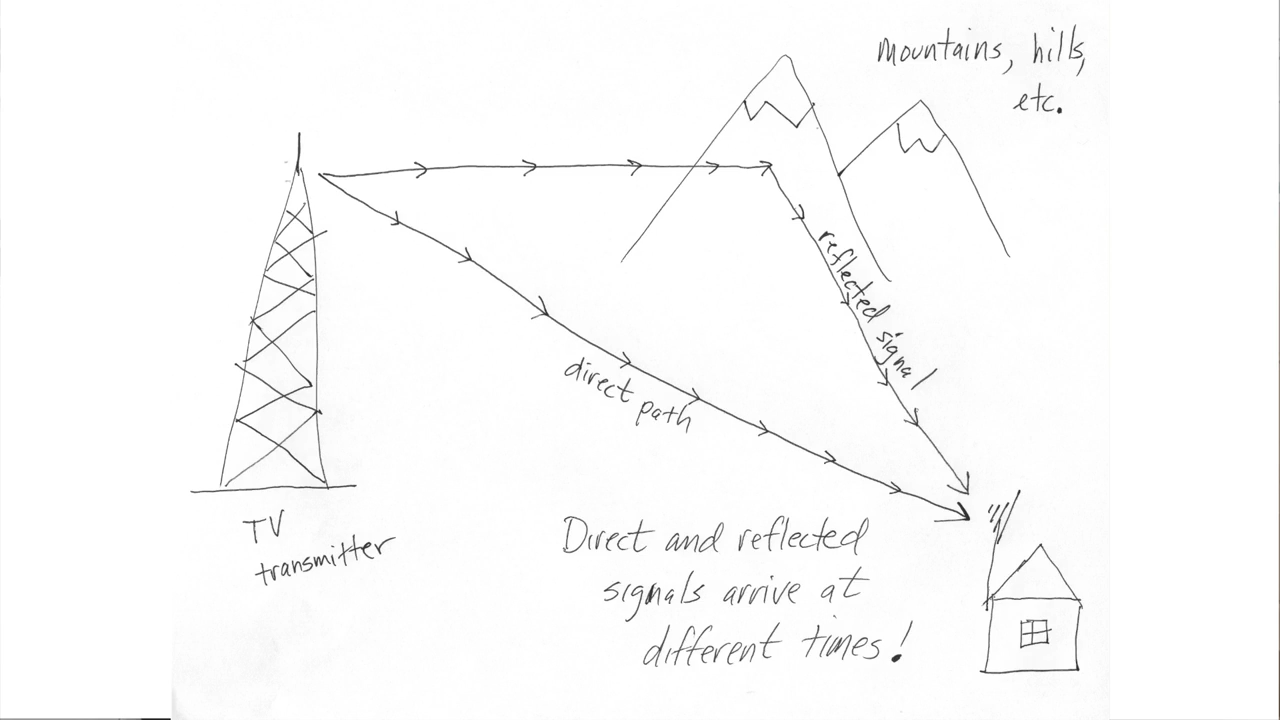 mountains, hills,
etc.
reflected signal
direct path
TV
transmitter
Direct and reflected
signals arrive at
different times!